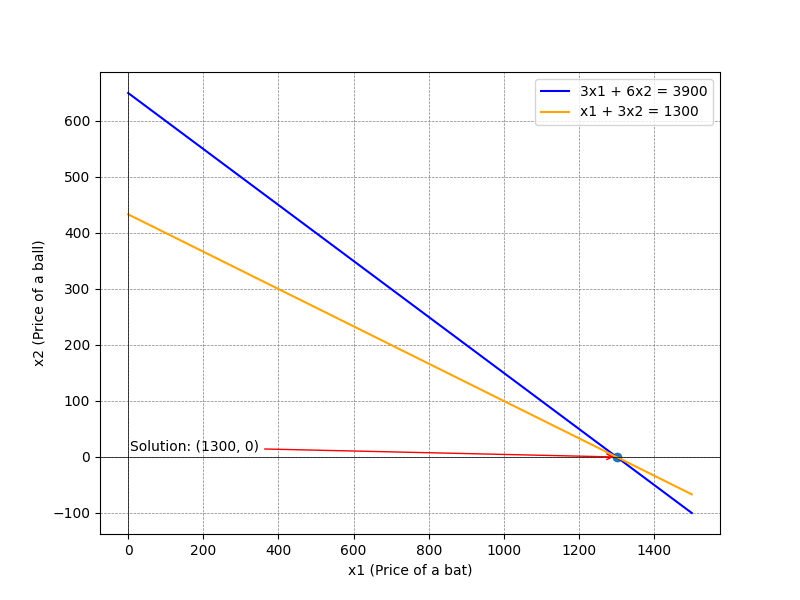 3x1 + 6x2 = 3900
x1 + 3x2 = 1300
600
500
400
300
200
100
0
−100
x2 (Price of a ball)
Solution: (1300, 0)
0 200 400 600 800 1000 1200 1400
x1 (Price of a bat)